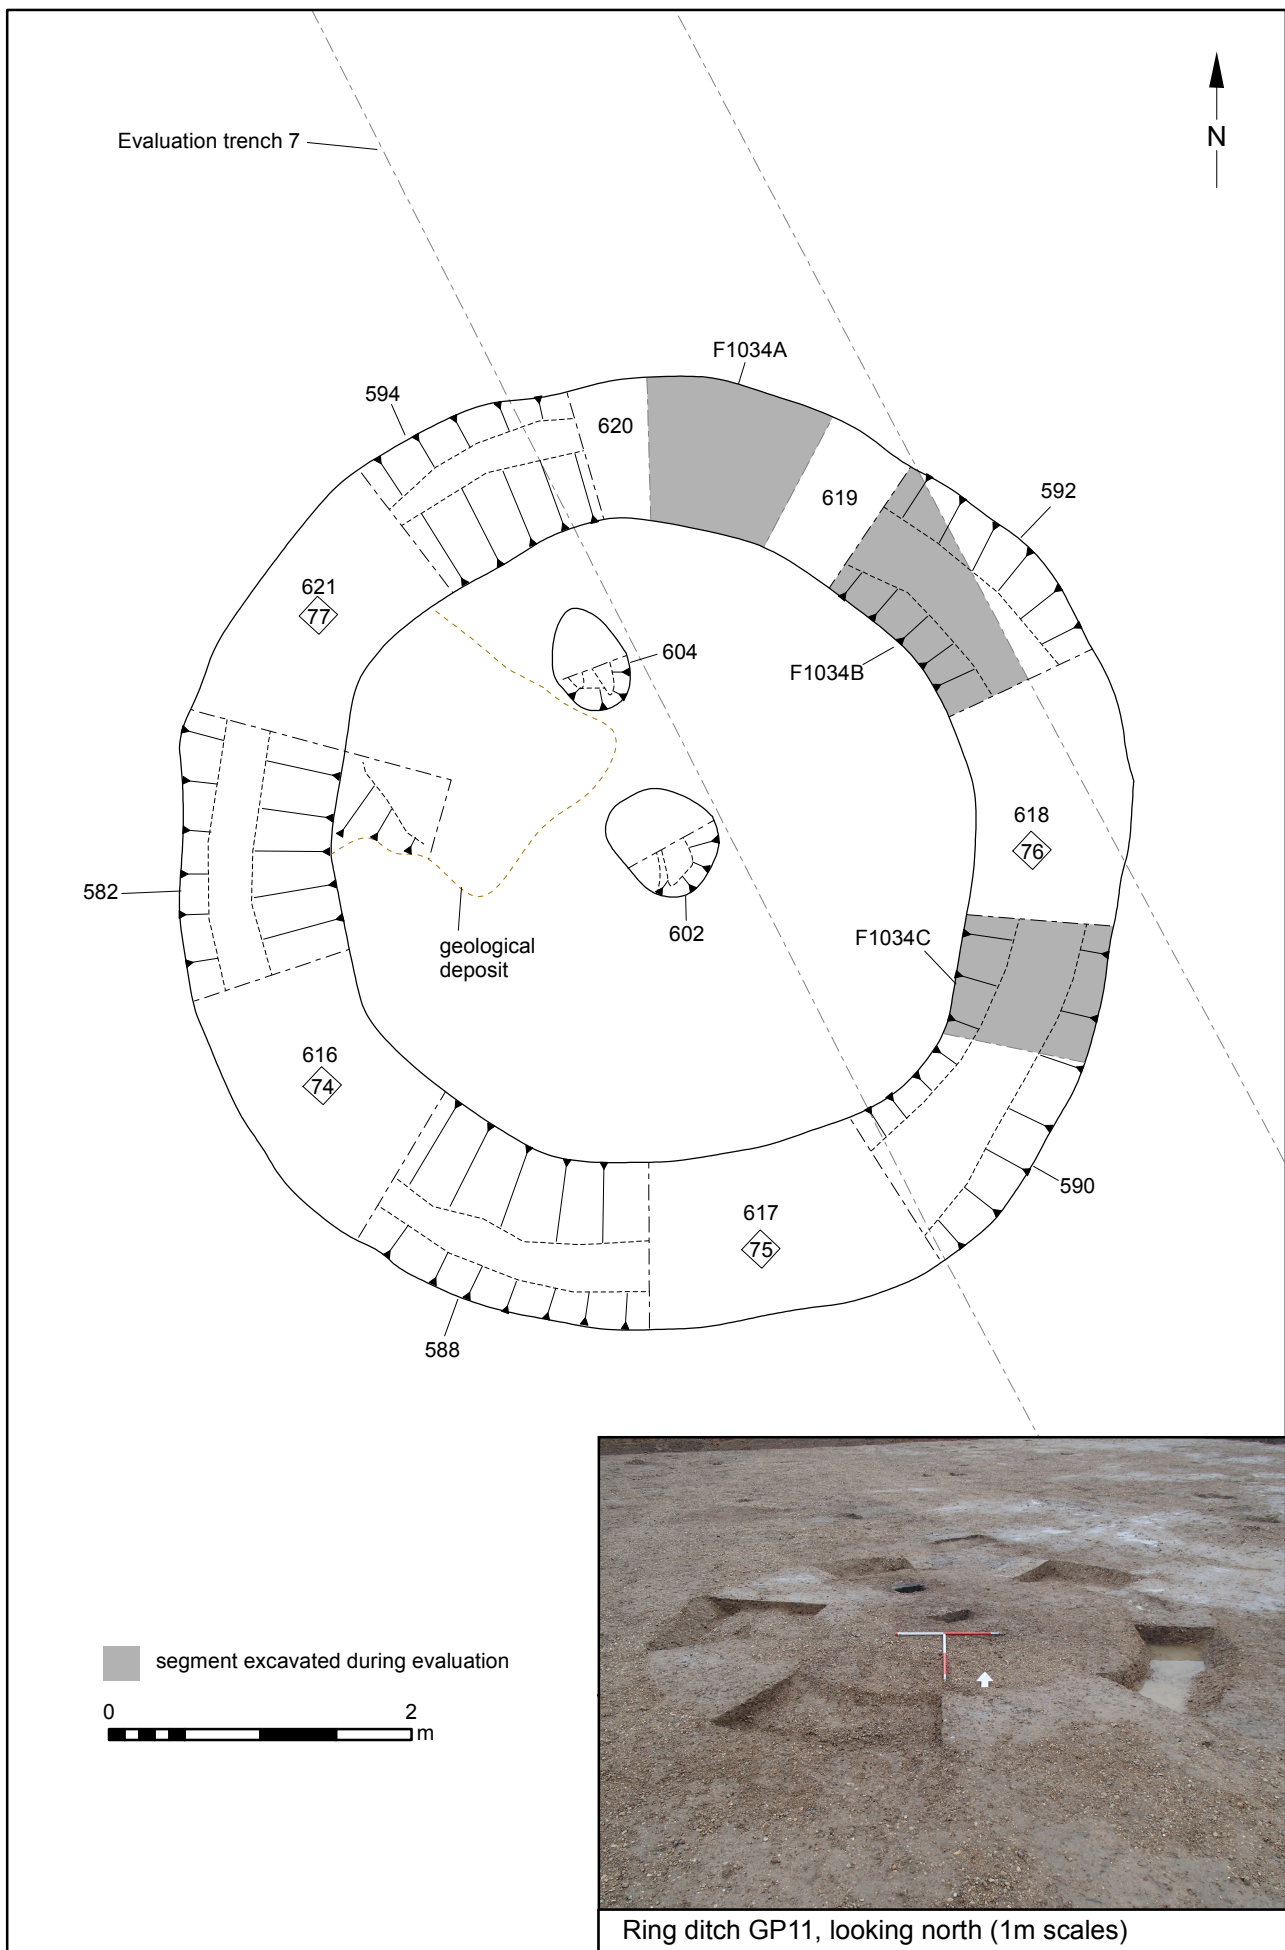 Evaluation trench 7
N
F1034A
594
620
619
592
621
77
604
F1034B
618
76
582
602
F1034C
geological
deposit
616
74
617
75
590
588
segment excavated during evaluation
0 2
m
Ring ditch GP11, looking north (1m scales)